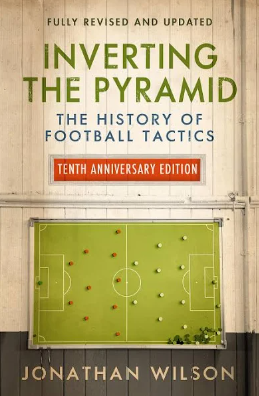 FULLY REVISED AND UPDATED
INVERTING
THE PYRAMID
THE HISTORY OF
FOOTBALL TACTICS
TENTH ANNIVERSARY EDITION
JONATHAN WILSON